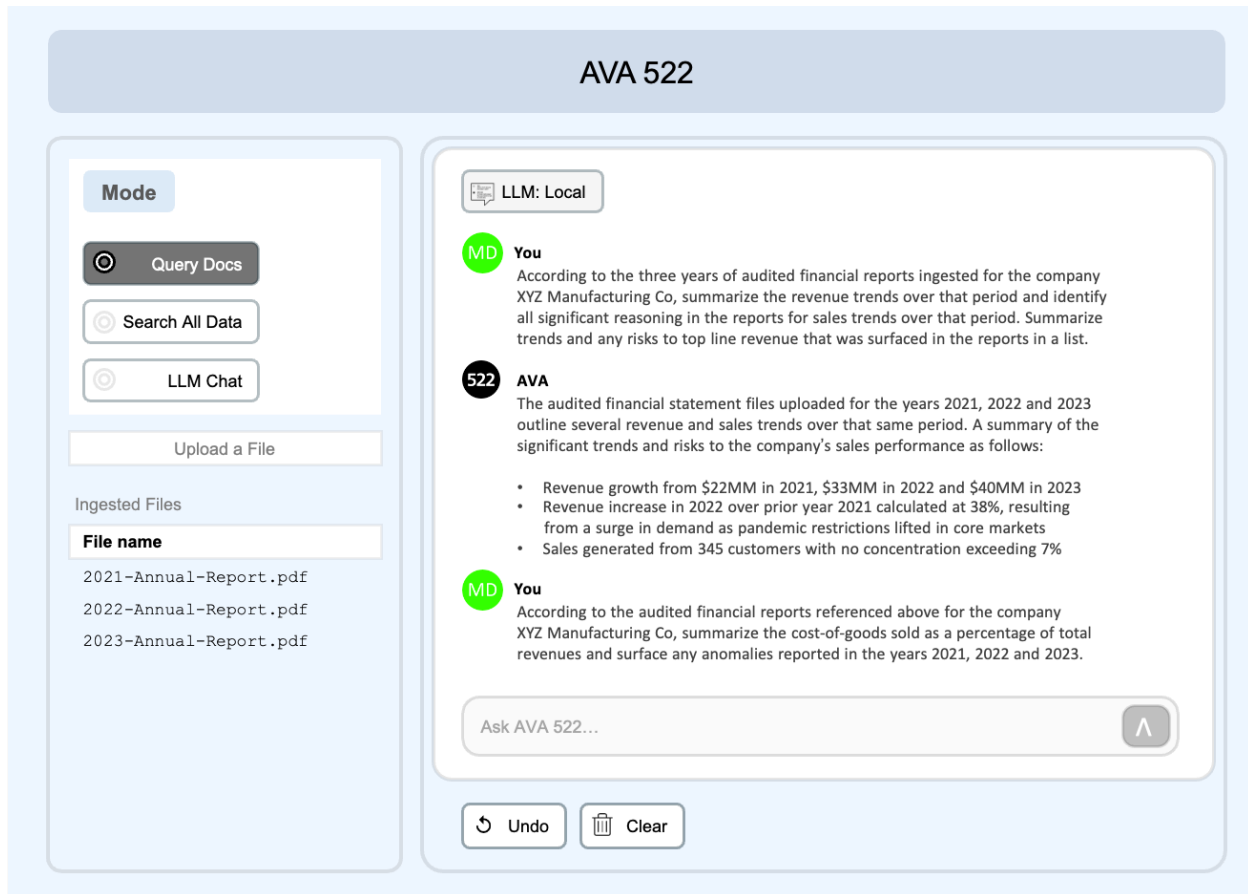 AVA 522
Mode
Query Docs
Search All Data
LLM Chat
Upload a File
Ingested Files
File name
2021-Annual-Report.pdf
2022-Annual-Report.pdf
2023-Annual-Report.pdf
LLM: Local
MD You
According to the three years of audited financial reports ingested for the company
XYZ Manufacturing Co, summarize the revenue trends over that period and identify
all significant reasoning in the reports for sales trends over that period. Summarize
trends and any risks to top line revenue that was surfaced in the reports in a list.
522 AVA
The audited financial statement files uploaded for the years 2021, 2022 and 2023
outline several revenue and sales trends over that same period. A summary of the
significant trends and risks to the company's sales performance as follows:
• Revenue growth from $22MM in 2021, $33MM in 2022 and $40MM in 2023
• Revenue increase in 2022 over prior year 2021 calculated at 38%, resulting
from a surge in demand as pandemic restrictions lifted in core markets
• Sales generated from 345 customers with no concentration exceeding 7%
MD You
According to the audited financial reports referenced above for the company
XYZ Manufacturing Co, summarize the cost-of-goods sold as a percentage of total
revenues and surface any anomalies reported in the years 2021, 2022 and 2023.
Ask AVA 522...
Undo
Clear